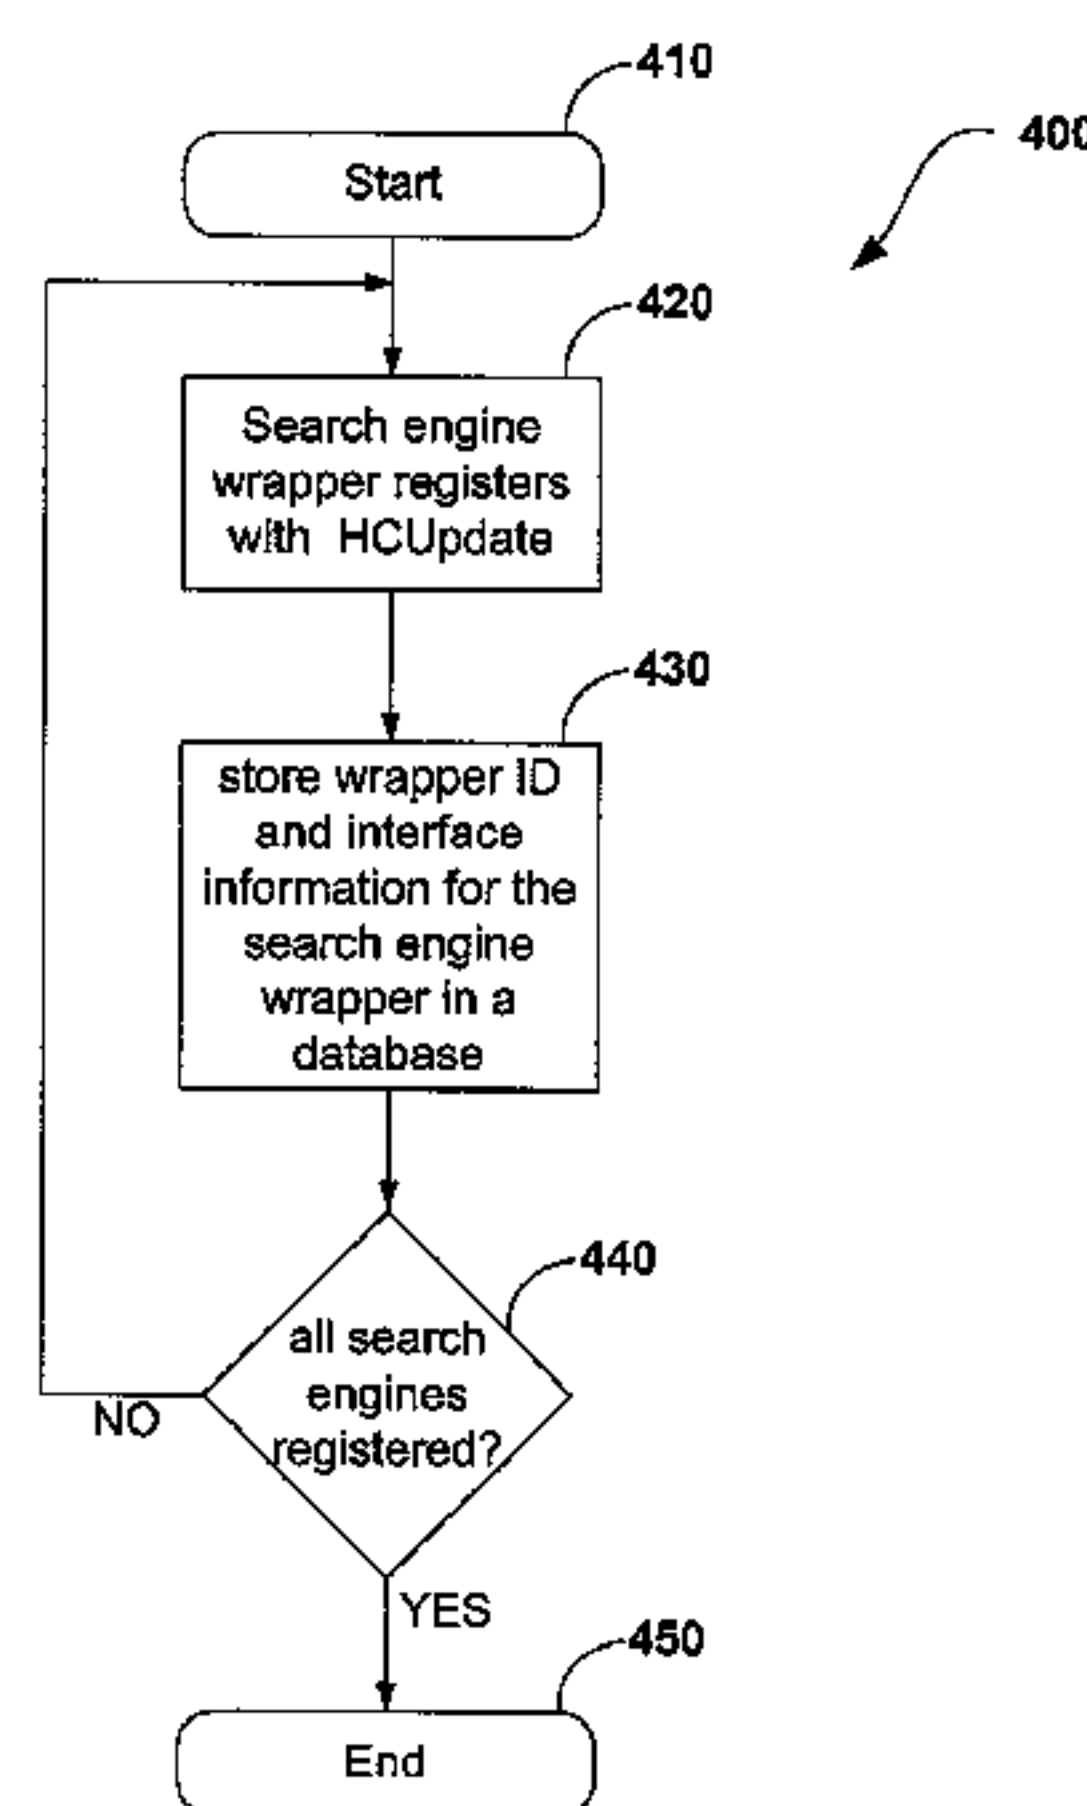 410
400
Start
420
Search engine
wrapper registers
with HCUpdate
430
store wrapper ID
and interface
information for the
search engine
wrapper in a
database
440
all search
engines
registered?
NO
YES
450
End